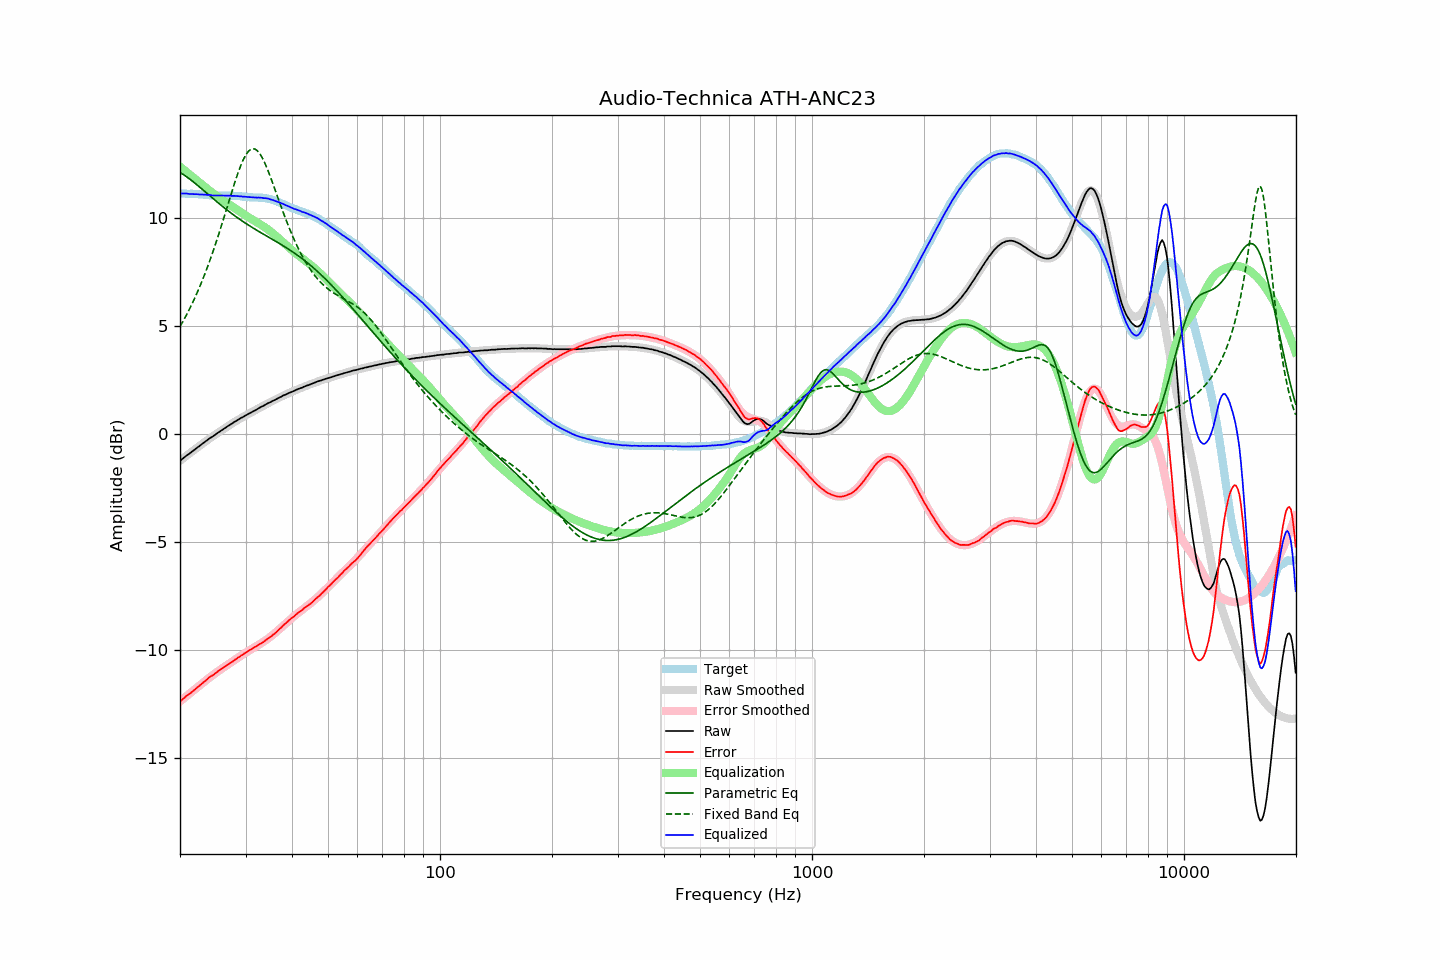 Audio-Technica ATH-ANC23
Amplitude (dBr)
10
5
0
−5
−10
−15
100
1000
10000
Frequency (Hz)
Target
Raw Smoothed
Error Smoothed
Raw
Error
Equalization
Parametric Eq
Fixed Band Eq
Equalized